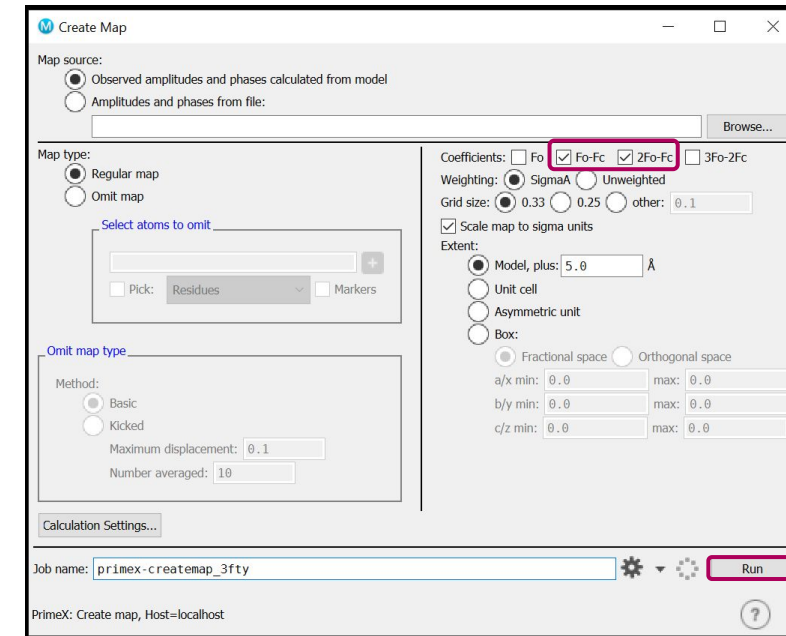 Create Map
Map source:
Observed amplitudes and phases calculated from model
Amplitudes and phases from file:
Browse...
Map type:
Regular map
Omit map
Select atoms to omit
+
Pick: Residues Markers
Omit map type
Method:
Basic
Kicked
Maximum displacement: 0.1
Number averaged: 10
Coefficients: Fo Fo-Fc 2Fo-Fc 3Fo-2Fc
Weighting: SigmaA Unweighted
Grid size: 0.33 0.25 other: 0.1
Scale map to sigma units
Extent:
Model, plus: 5.0 Å
Unit cell
Asymmetric unit
Box:
Fractional space Orthogonal space
a/x min: 0.0 max: 0.0
b/y min: 0.0 max: 0.0
c/z min: 0.0 max: 0.0
Calculation Settings...
Job name: primex-createmap_3fty Run
PrimeX: Create map, Host=localhost ?